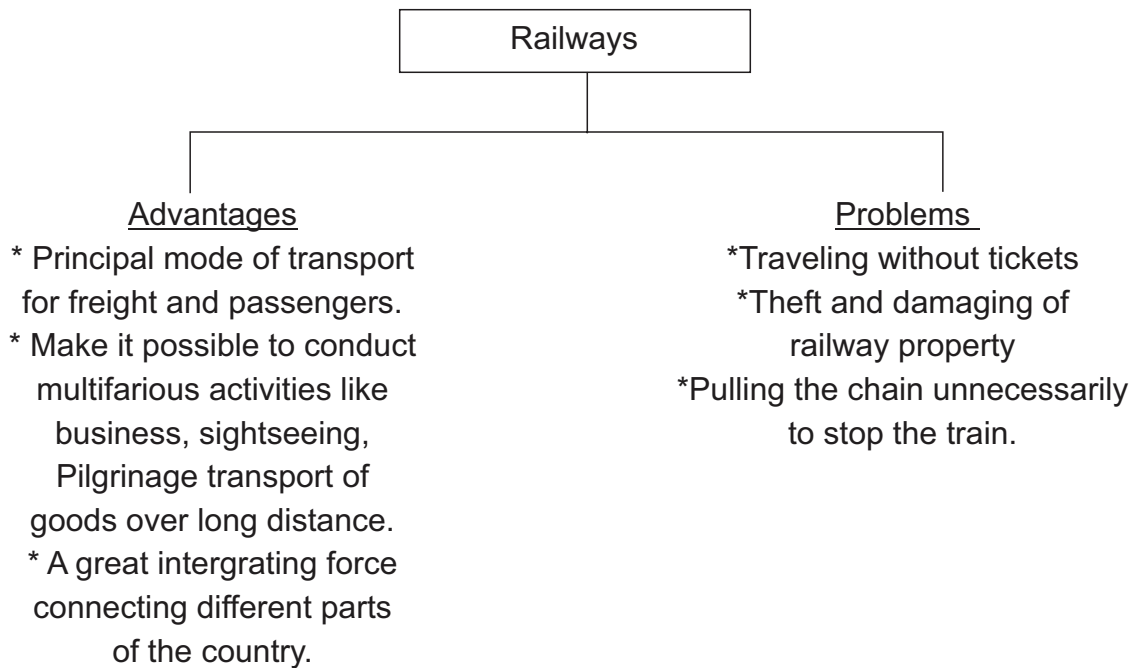 Railways
Advantages
* Principal mode of transport
for freight and passengers.
* Make it possible to conduct
multifarious activities like
business, sightseeing,
Pilgrinage transport of
goods over long distance.
* A great intergrating force
connecting different parts
of the country.
Problems
*Traveling without tickets
*Theft and damaging of
railway property
*Pulling the chain unnecessarily
to stop the train.